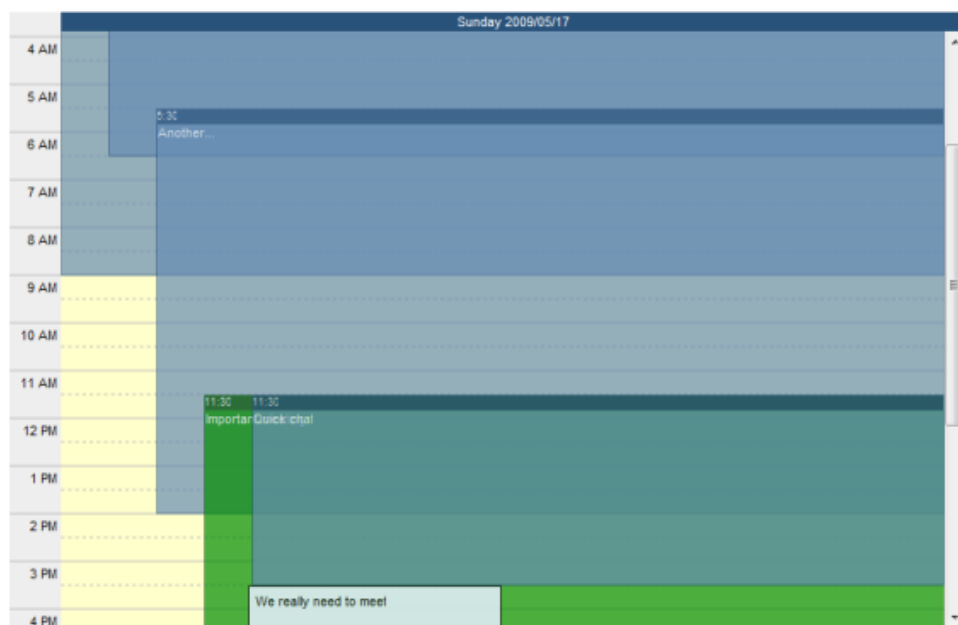 Sunday 2009/05/17
4 AM
5 AM
5:30
Another...
6 AM
7 AM
8 AM
9 AM
10 AM
11 AM
11:30 11:30
Importan Quick chat
12 PM
1 PM
2 PM
3 PM
We really need to meet
4 PM